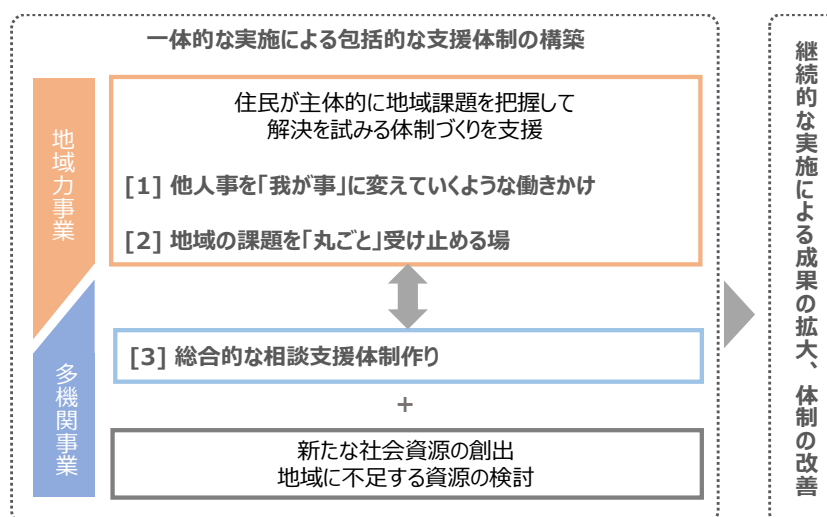 一体的な実施による包括的な支援体制の構築
地域力事業
住民が主体的に地域課題を把握して
解決を試みる体制づくりを支援
[1] 他人事を「我が事」に変えていくような働きかけ
[2] 地域の課題を「丸ごと」受け止める場
多機関事業
[3] 総合的な相談支援体制作り
+
新たな社会資源の創出
地域に不足する資源の検討
継続的な実施による成果の拡大、体制の改善